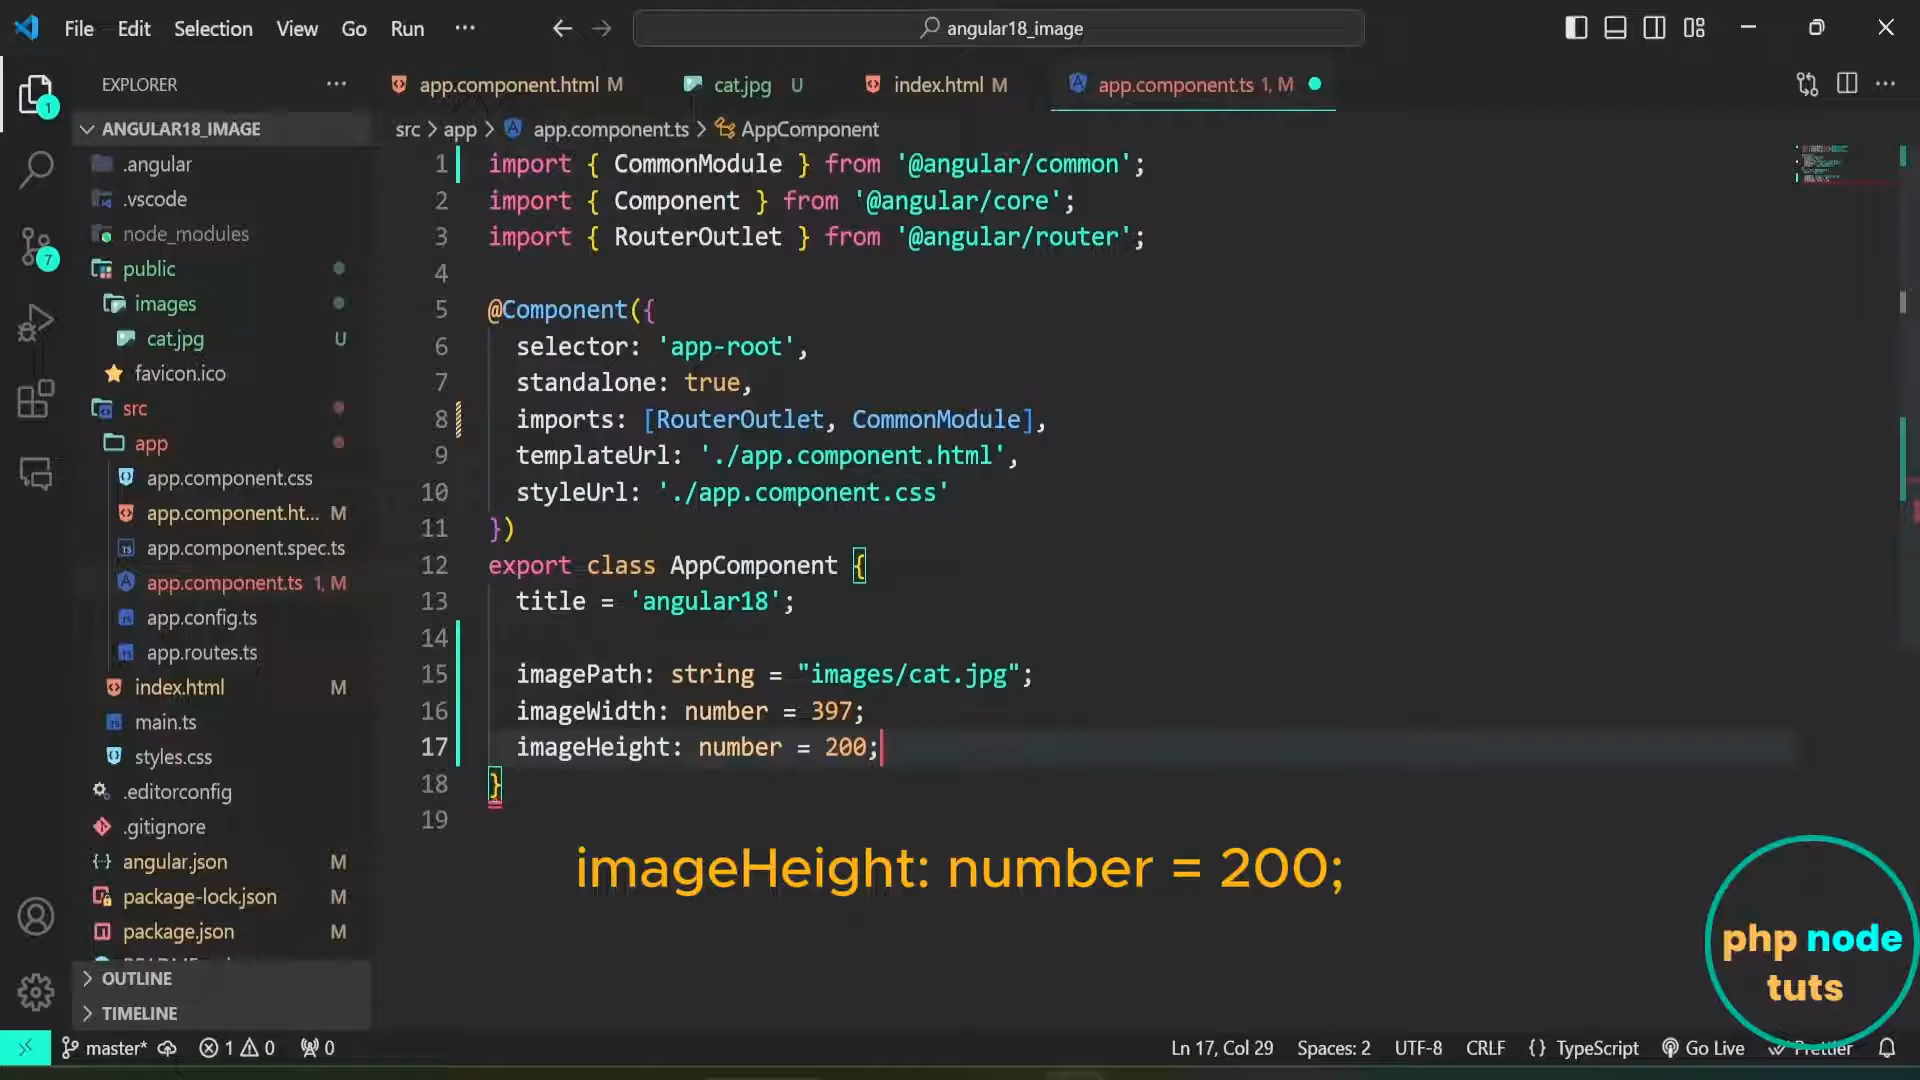 File Edit Selection View Go Run ···
angular18_image
EXPLORER
ANGULAR18_IMAGE
.angular
.vscode
node_modules
public
images
cat.jpg U
favicon.ico
src
app
app.component.css
app.component.ht... M
app.component.spec.ts
app.component.ts 1, M
app.config.ts
app.routes.ts
index.html M
main.ts
styles.css
.editorconfig
.gitignore
angular.json M
package-lock.json M
package.json M
OUTLINE
TIMELINE
1
7
app.component.html M cat.jpg U index.html M app.component.ts 1, M
src > app > app.component.ts > AppComponent
1 import { CommonModule } from '@angular/common';
2 import { Component } from '@angular/core';
3 import { RouterOutlet } from '@angular/router';
4
5 @Component({
6 selector: 'app-root',
7 standalone: true,
8 imports: [RouterOutlet, CommonModule],
9 templateUrl: './app.component.html',
10 styleUrl: './app.component.css'
11 })
12 export class AppComponent {
13 title = 'angular18';
14
15 imagePath: string = "images/cat.jpg";
16 imageWidth: number = 397;
17 imageHeight: number = 200;
18 }
19
imageHeight: number = 200;
php node
tuts
master* 1 0 0 Ln 17, Col 29 Spaces: 2 UTF-8 CRLF {} TypeScript Go Live Prettier